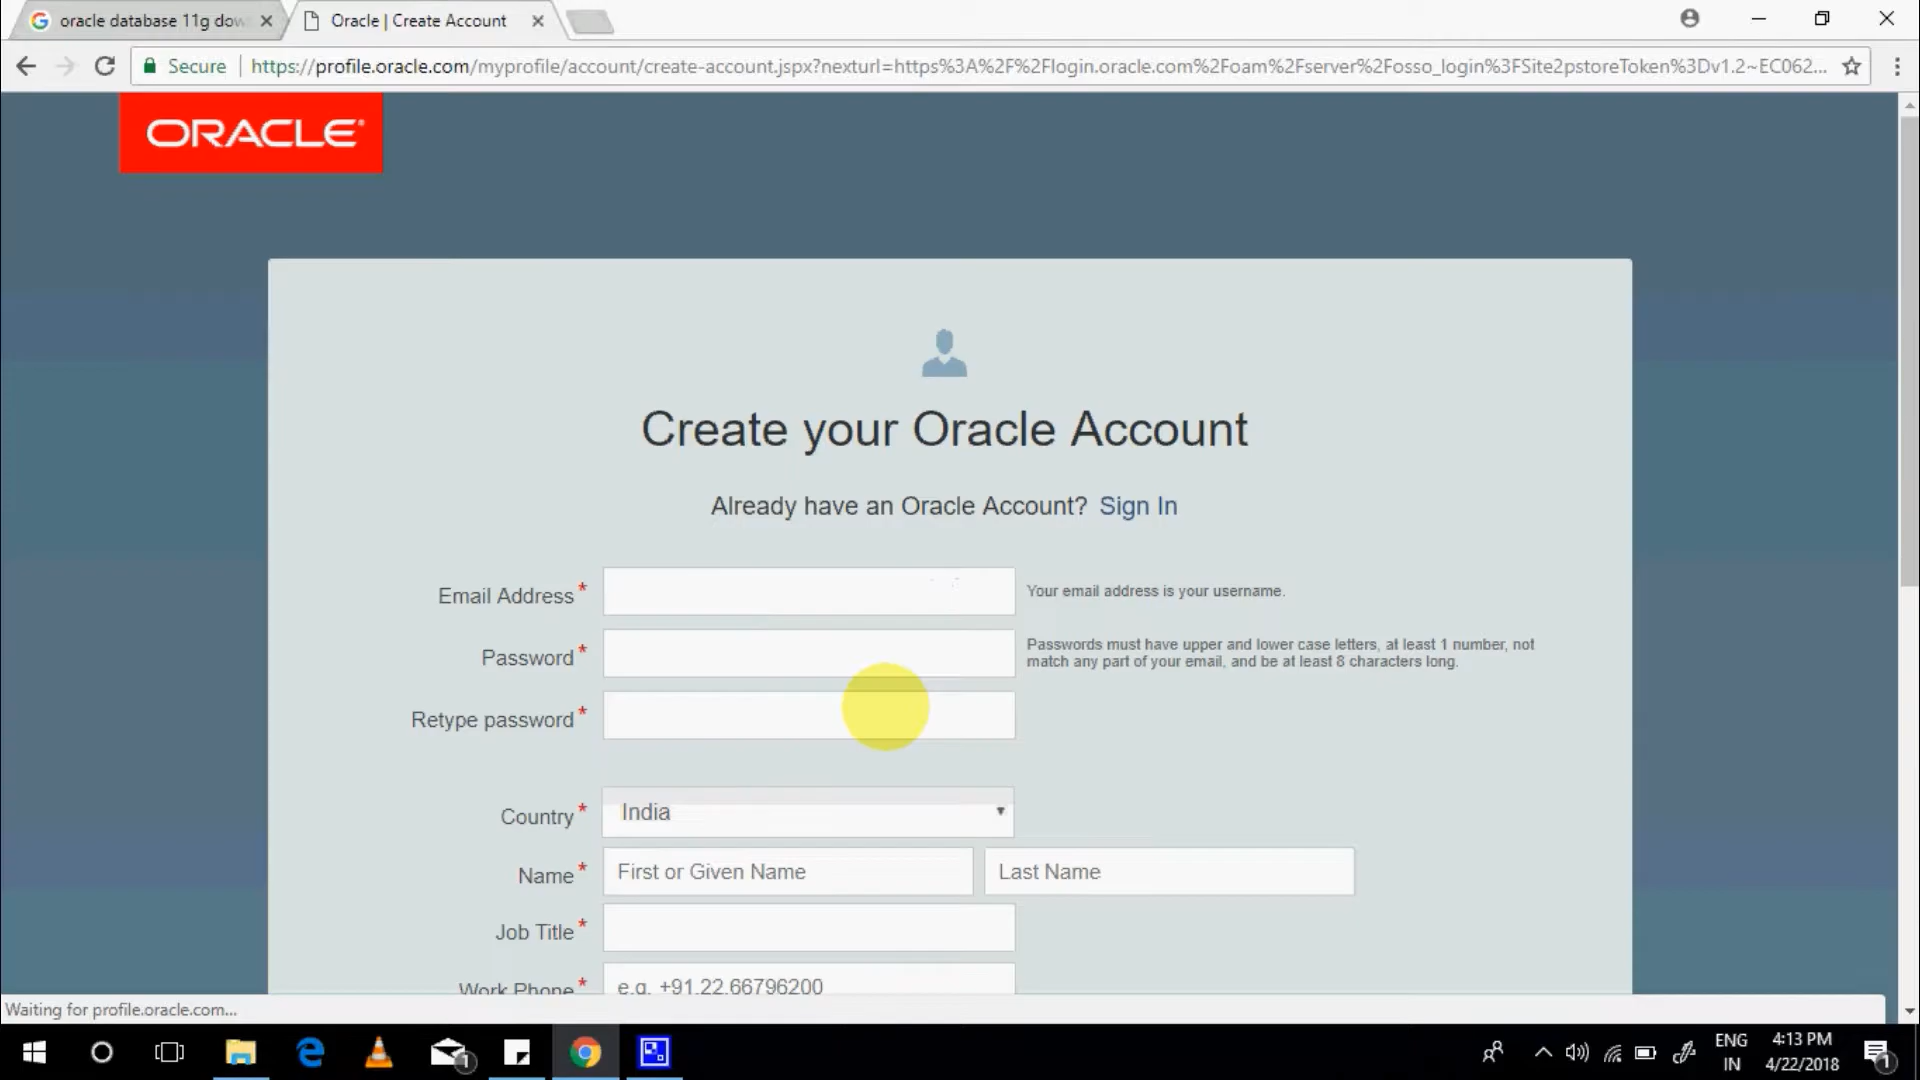 oracle database 11g dow
Oracle | Create Account
Secure
https://profile.oracle.com/myprofile/account/create-account.jspx?nexturl=https%3A%2F%2Flogin.oracle.com%2Foam%2Fserver%2Fosso_login%3FSite2pstoreToken%3Dv1.2~EC062...
ORACLE
Create your Oracle Account
Already have an Oracle Account? Sign In
Email Address *
Your email address is your username.
Password *
Passwords must have upper and lower case letters, at least 1 number, not
match any part of your email, and be at least 8 characters long.
Retype password *
Country *
India
Name *
First or Given Name
Last Name
Job Title *
Work Phone *
e.g. +91.22.66796200
Waiting for profile.oracle.com...
1
ENG
IN
4:13 PM
4/22/2018
1